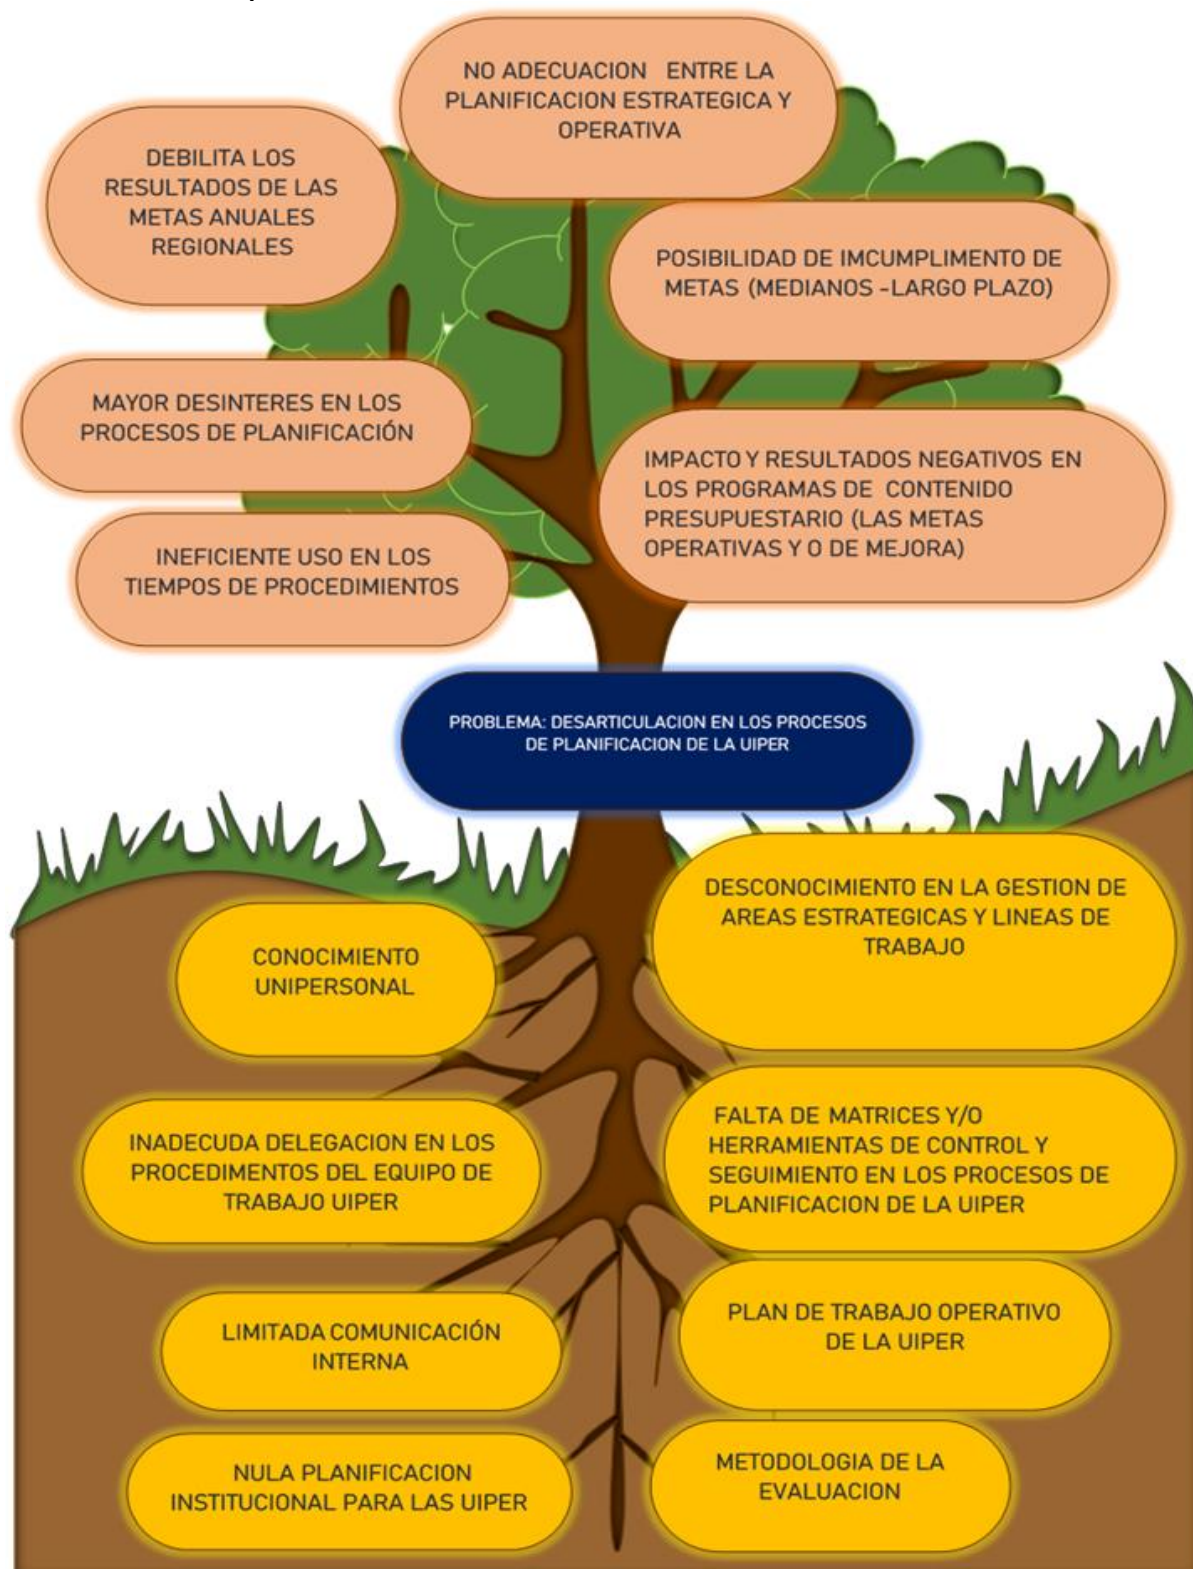 NO ADECUACION ENTRE LA
PLANIFICACION ESTRATEGICA Y
OPERATIVA
DEBILITA LOS
RESULTADOS DE LAS
METAS ANUALES
REGIONALES
POSIBILIDAD DE IMCUMPLIMENTO DE
METAS (MEDIANOS -LARGO PLAZO)
MAYOR DESINTERES EN LOS
PROCESOS DE PLANIFICACIÓN
IMPACTO Y RESULTADOS NEGATIVOS EN
LOS PROGRAMAS DE CONTENIDO
PRESUPUESTARIO (LAS METAS
OPERATIVAS Y O DE MEJORA)
INEFICIENTE USO EN LOS
TIEMPOS DE PROCEDIMIENTOS
PROBLEMA: DESARTICULACION EN LOS PROCESOS
DE PLANIFICACION DE LA UIPER
DESCONOCIMIENTO EN LA GESTION DE
AREAS ESTRATEGICAS Y LINEAS DE
TRABAJO
CONOCIMIENTO
UNIPERSONAL
FALTA DE MATRICES Y/O
HERRAMIENTAS DE CONTROL Y
SEGUIMIENTO EN LOS PROCESOS DE
PLANIFICACION DE LA UIPER
INADECUDA DELEGACION EN LOS
PROCEDIMENTOS DEL EQUIPO DE
TRABAJO UIPER
PLAN DE TRABAJO OPERATIVO
DE LA UIPER
LIMITADA COMUNICACIÓN
INTERNA
METODOLOGIA DE LA
EVALUACION
NULA PLANIFICACION
INSTITUCIONAL PARA LAS UIPER